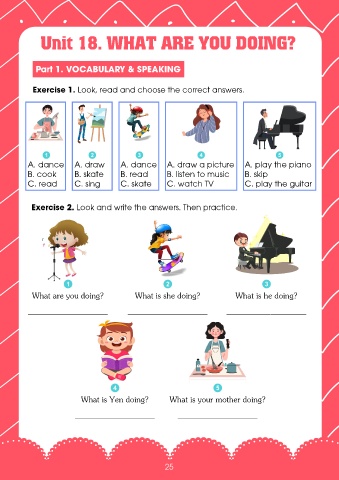 Unit 18. WHAT ARE YOU DOING?
Part 1. VOCABULARY & SPEAKING
Exercise 1. Look, read and choose the correct answers.
1
A. dance
B. cook
C. read
2
A. draw
B. skate
C. sing
3
A. dance
B. read
C. skate
4
A. draw a picture
B. listen to music
C. watch TV
5
A. play the piano
B. skip
C. play the guitar
Exercise 2. Look and write the answers. Then practice.
1
What are you doing?
2
What is she doing?
3
What is he doing?
4
What is Yen doing?
5
What is your mother doing?
25